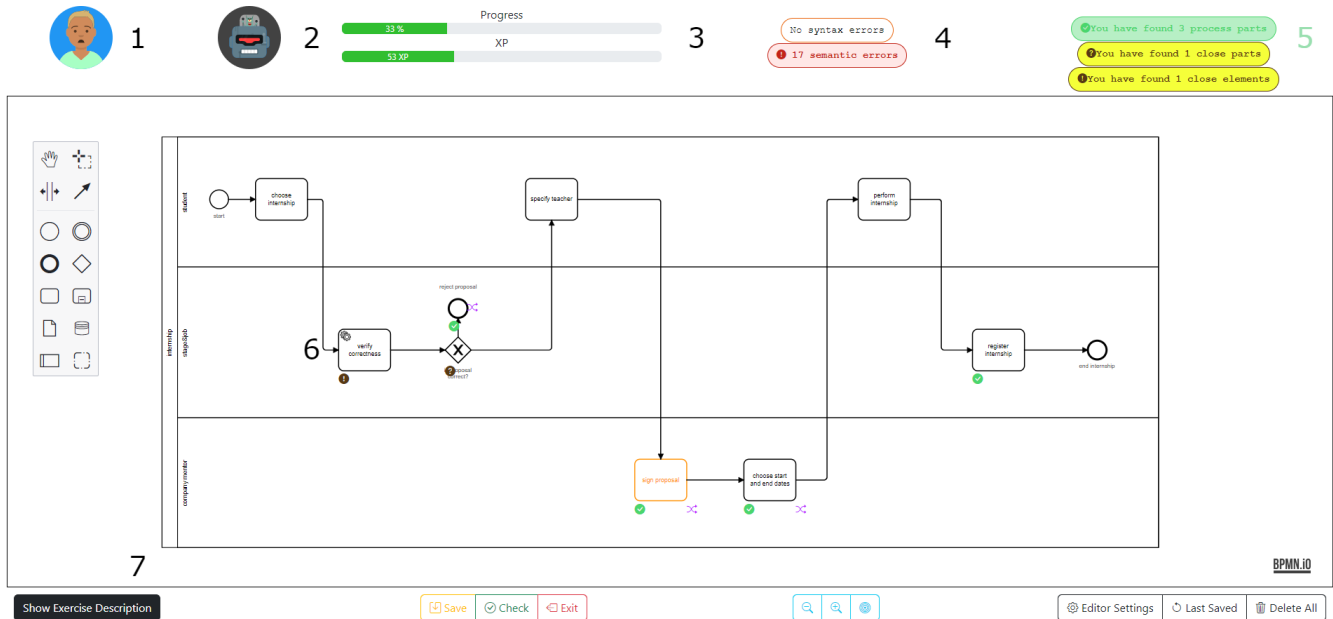 1
2
Progress
33 %
XP
53 XP
3
No syntax errors
17 semantic errors
4
You have found 3 process parts
You have found 1 close parts
You have found 1 close elements
5
internship
student
start
choose
internship
specify teacher
perform
internship
stage&job
6
verify
correctness
reject proposal
correct?
register
internship
end internship
company mentor
sign proposal
choose start
and end dates
7
BPMN.iO
Show Exercise Description
Save
Check
Exit
Editor Settings
Last Saved
Delete All